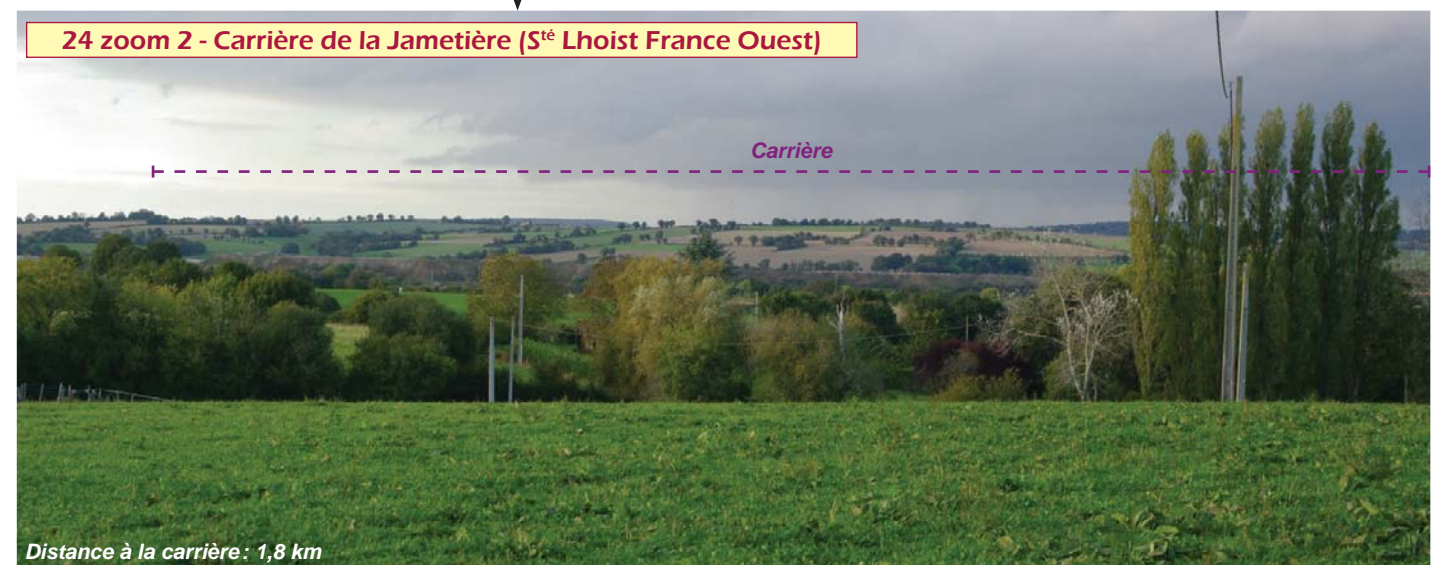 24 zoom 2 - Carrière de la Jametière (Sté Lhoist France Ouest)
Carrière
Distance à la carrière : 1,8 km